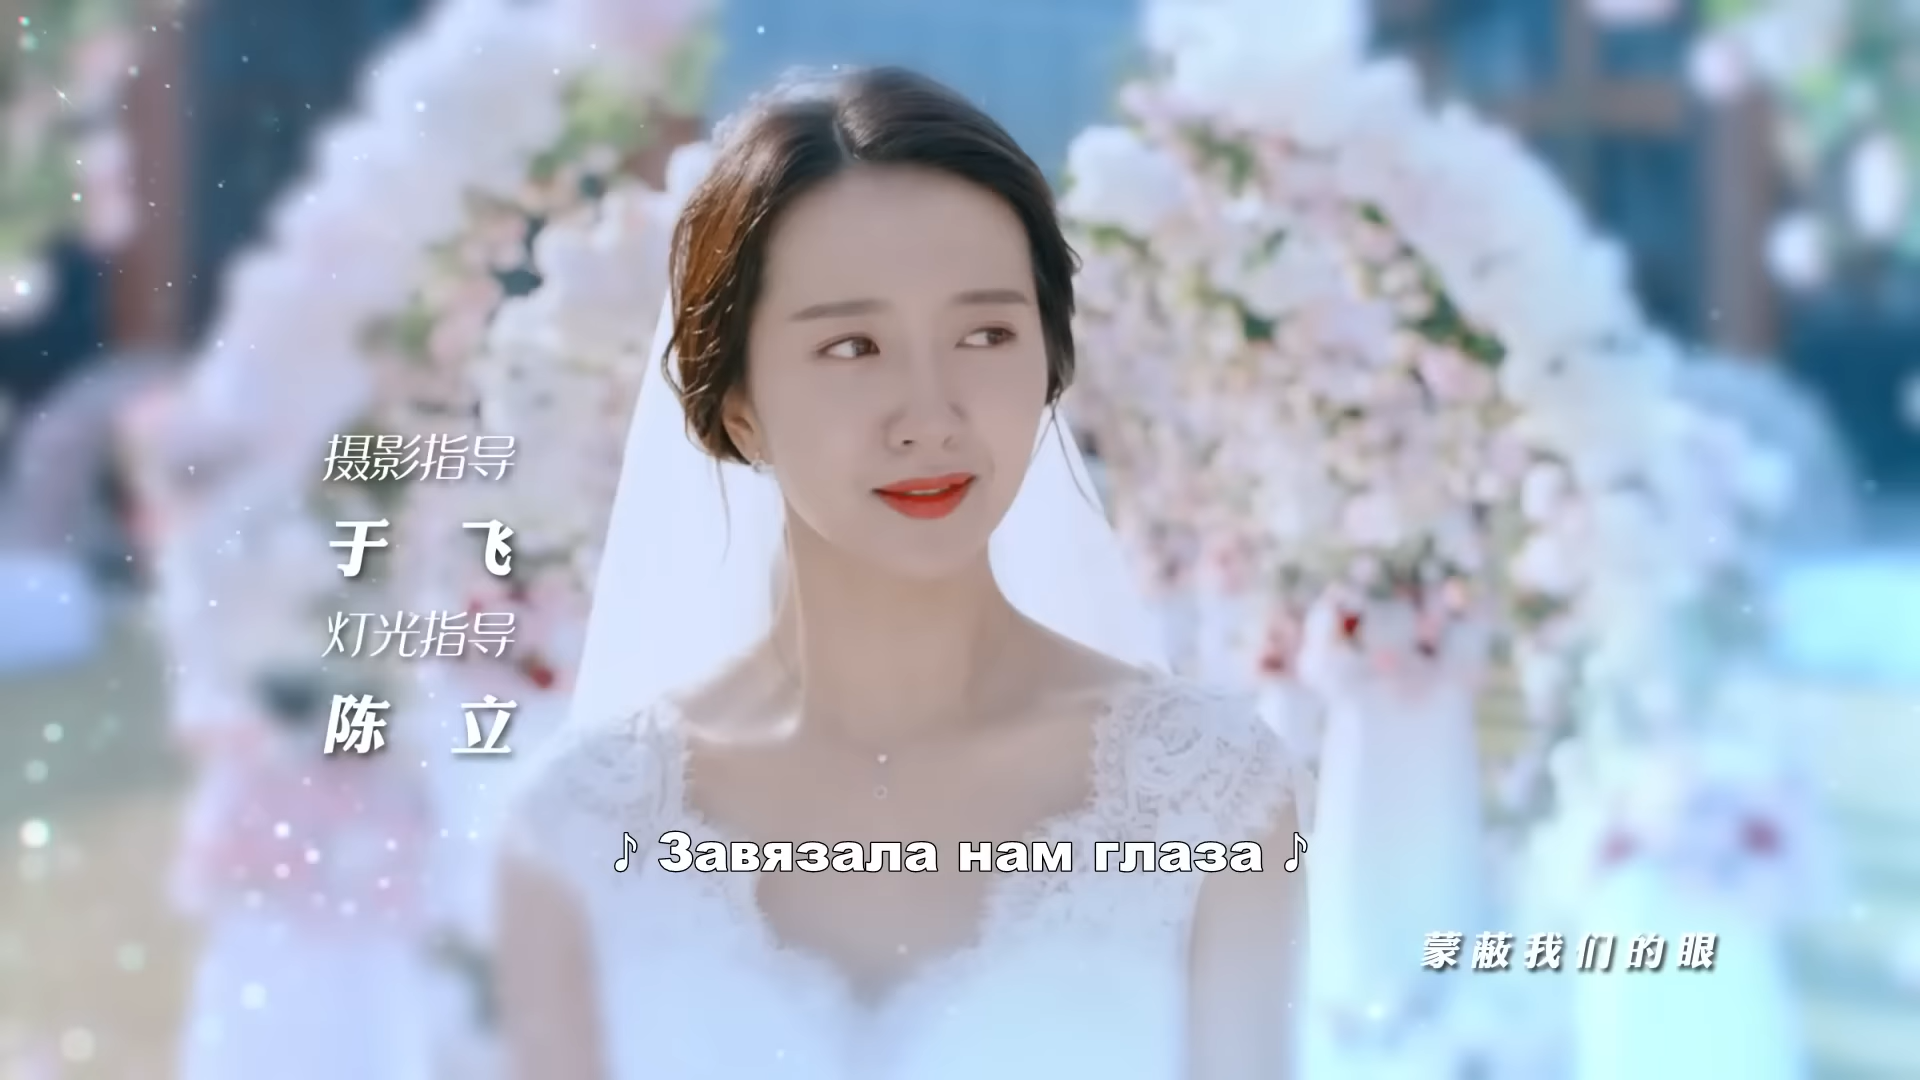 摄影指导
于 飞
灯光指导
陈 立
♪ Завязала нам глаза ♪
蒙蔽我们的眼